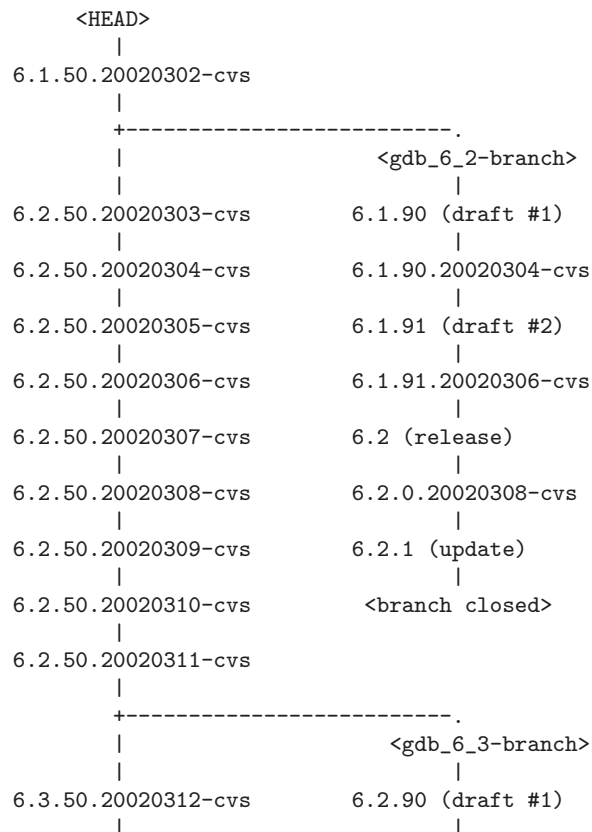 <HEAD>
|
6.1.50.20020302-cvs
|
+--------------------------.
| <gdb_6_2-branch>
| |
6.2.50.20020303-cvs 6.1.90 (draft #1)
| |
6.2.50.20020304-cvs 6.1.90.20020304-cvs
| |
6.2.50.20020305-cvs 6.1.91 (draft #2)
| |
6.2.50.20020306-cvs 6.1.91.20020306-cvs
| |
6.2.50.20020307-cvs 6.2 (release)
| |
6.2.50.20020308-cvs 6.2.0.20020308-cvs
| |
6.2.50.20020309-cvs 6.2.1 (update)
| |
6.2.50.20020310-cvs <branch closed>
|
6.2.50.20020311-cvs
|
+--------------------------.
| <gdb_6_3-branch>
| |
6.3.50.20020312-cvs 6.2.90 (draft #1)
| |